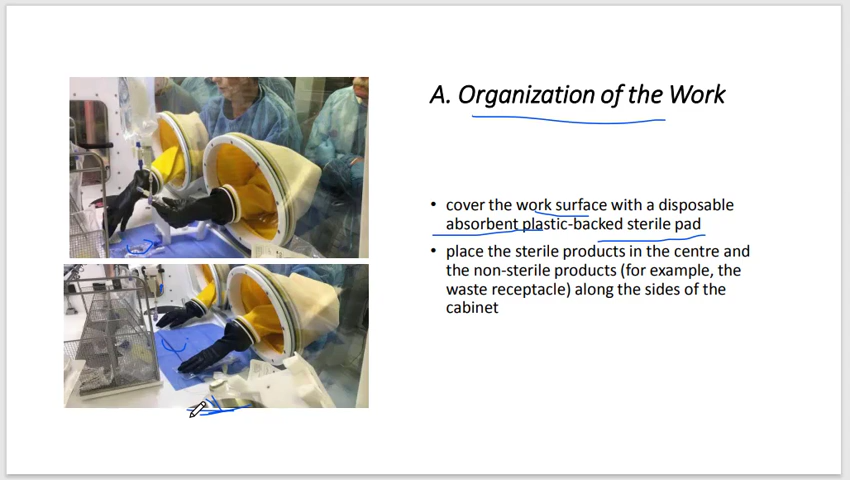 A. Organization of the Work
• cover the work surface with a disposable
absorbent plastic-backed sterile pad
• place the sterile products in the centre and
the non-sterile products (for example, the
waste receptacle) along the sides of the
cabinet